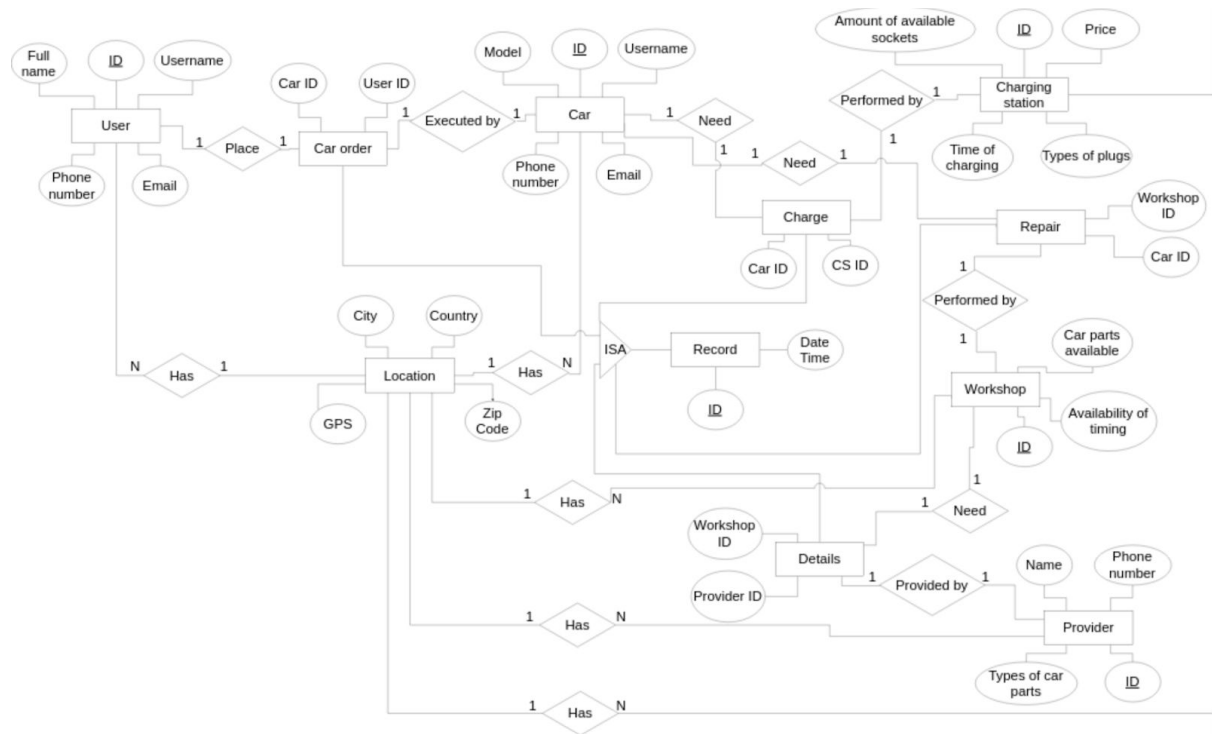 Amount of available
sockets
ID
Price
Full
name
ID
Username
Model
ID
Username
Car ID
User ID
Performed by
1
Charging
station
User
1
Place
1
Car order
1
Executed by
1
Car
1
Need
1
1
Need
1
1
Time of
charging
Types of plugs
Phone
number
Email
Phone
number
Email
Workshop
ID
Charge
Repair
Car ID
CS ID
Car ID
1
Performed by
1
City
Country
ISA
Record
Date
Time
Car parts
available
N
Has
1
Location
1
Has
N
Workshop
GPS
Zip
Code
ID
Availability of
timing
ID
1
Has
N
1
Need
1
Workshop
ID
Details
Provider ID
1
Provided by
1
Name
Phone
number
1
Has
N
Provider
Types of car
parts
ID
1
Has
N